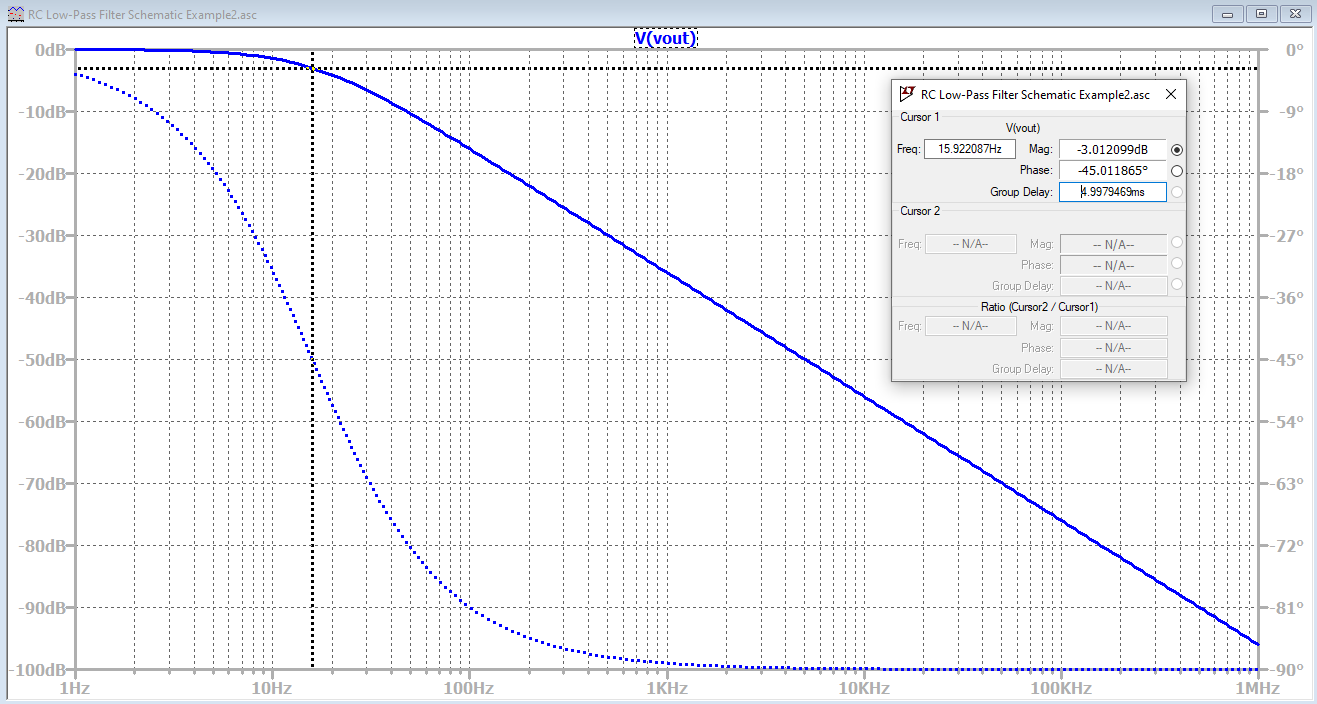 RC Low-Pass Filter Schematic Example2.asc
V(vout)
0dB
-10dB
-20dB
-30dB
-40dB
-50dB
-60dB
-70dB
-80dB
-90dB
-100dB
0°
-9°
-18°
-27°
-36°
-45°
-54°
-63°
-72°
-81°
-90°
1Hz 10Hz 100Hz 1KHz 10KHz 100KHz 1MHz
RC Low-Pass Filter Schematic Example2.asc
Cursor 1
V(vout)
Freq: 15.922087Hz Mag: -3.012099dB
Phase: -45.011865°
Group Delay: 4.9979469ms
Cursor 2
Freq: -- N/A-- Mag: -- N/A--
Phase: -- N/A--
Group Delay: -- N/A--
Ratio (Cursor2 / Cursor1)
Freq: -- N/A-- Mag: -- N/A--
Phase: -- N/A--
Group Delay: -- N/A--